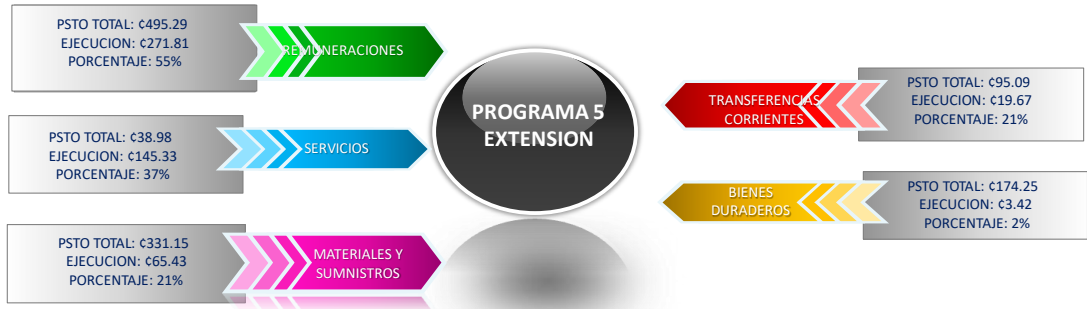 PSTO TOTAL: ¢495.29
EJECUCION: ¢271.81
PORCENTAJE: 55%
REMUNERACIONES
PSTO TOTAL: ¢38.98
EJECUCION: ¢145.33
PORCENTAJE: 37%
SERVICIOS
PSTO TOTAL: ¢331.15
EJECUCION: ¢65.43
PORCENTAJE: 21%
MATERIALES Y
SUMNISTROS
PROGRAMA 5
EXTENSION
TRANSFERENCIAS
CORRIENTES
PSTO TOTAL: ¢95.09
EJECUCION: ¢19.67
PORCENTAJE: 21%
BIENES
DURADEROS
PSTO TOTAL: ¢174.25
EJECUCION: ¢3.42
PORCENTAJE: 2%